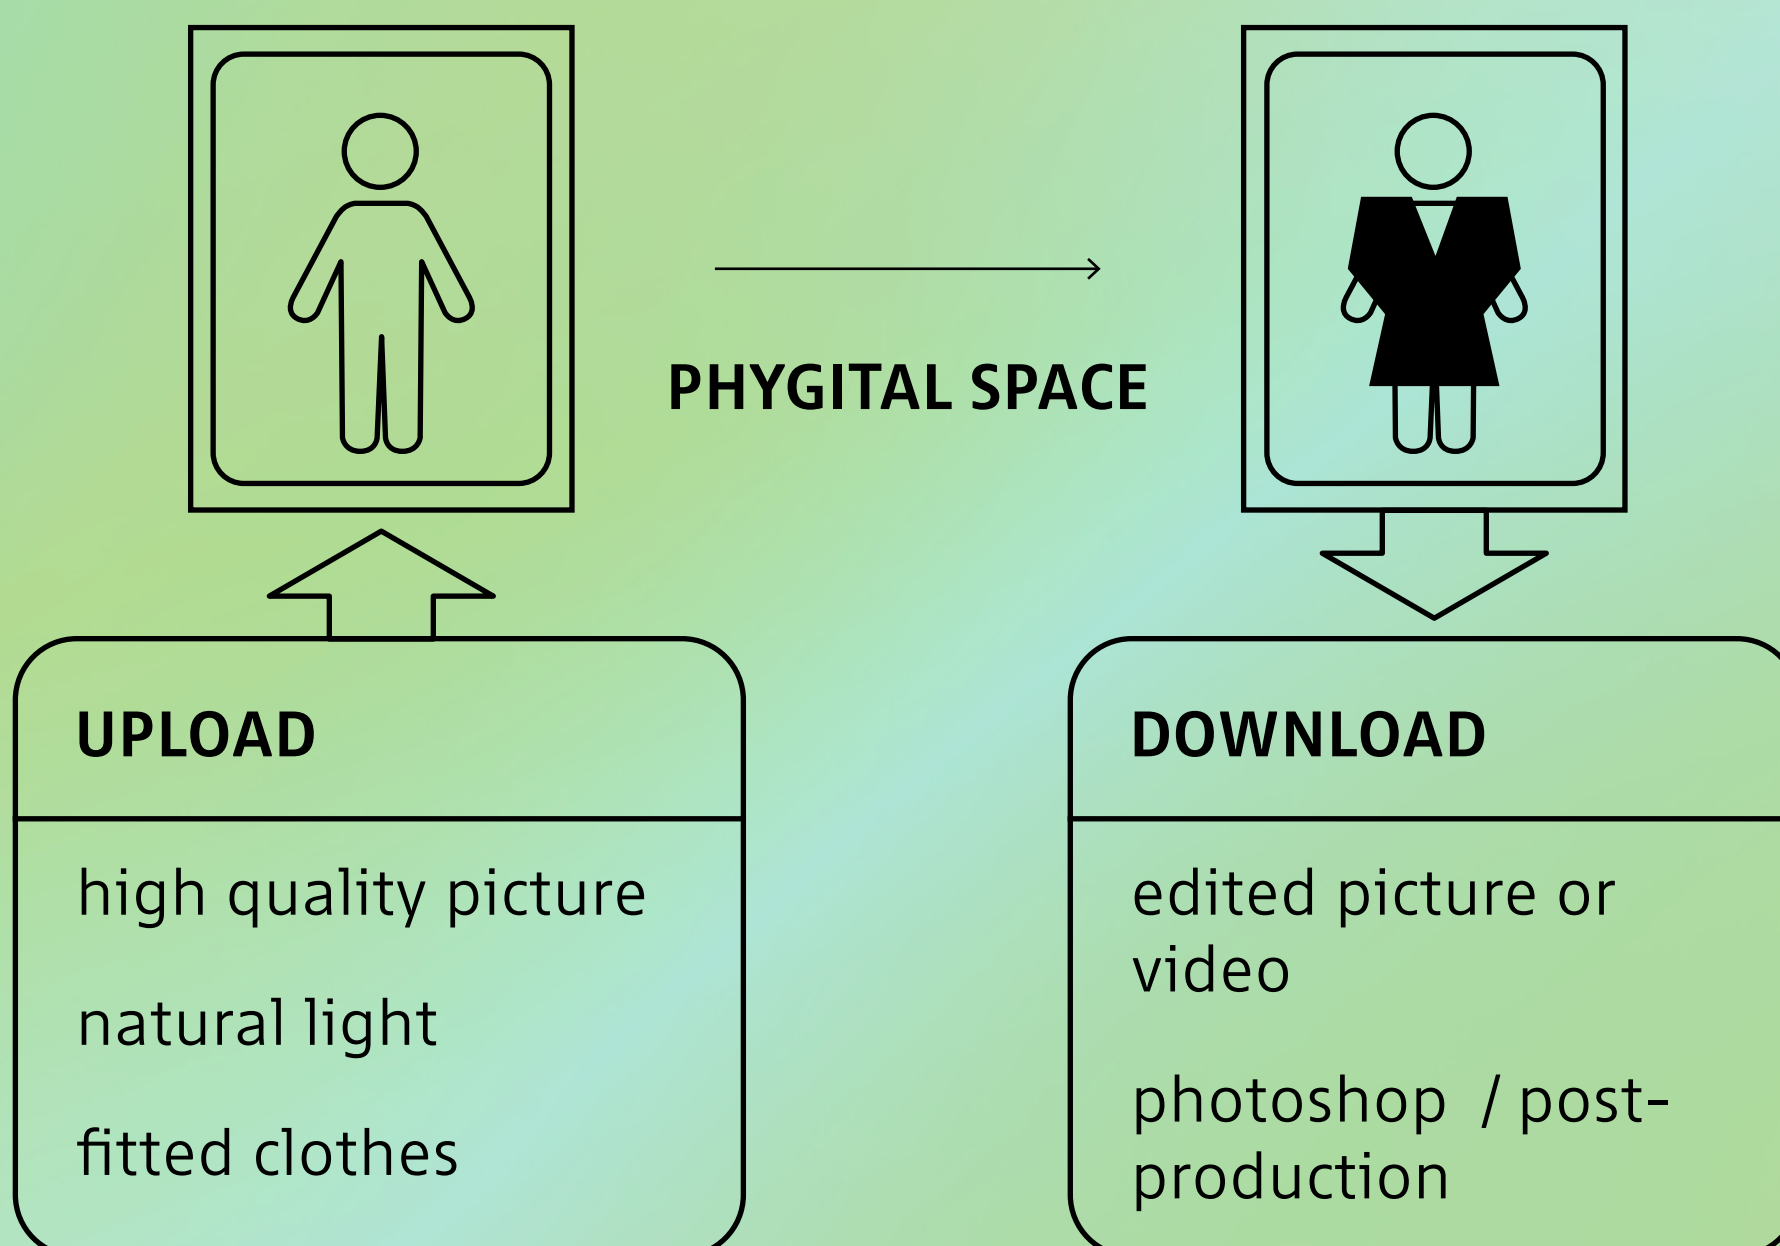 PHYGITAL SPACE
UPLOAD
high quality picture
natural light
fitted clothes
DOWNLOAD
edited picture or
video
photoshop / post-
production